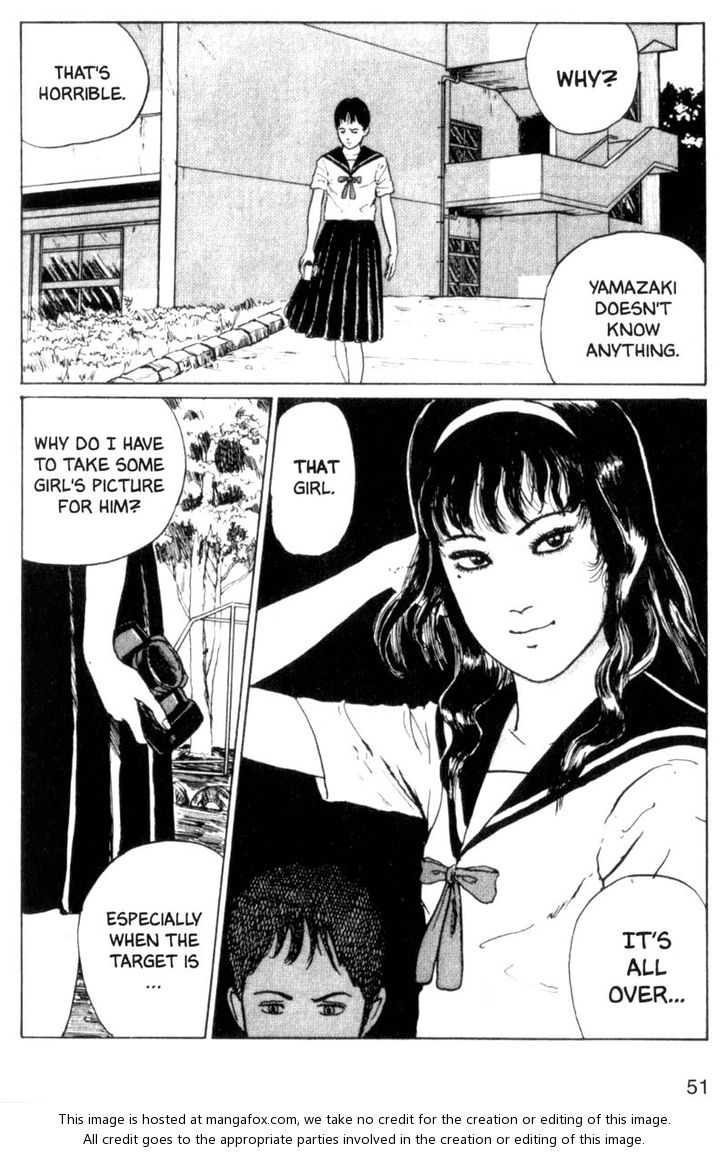 THAT'S
HORRIBLE.
WHY?
YAMAZAKI
DOESN'T
KNOW
ANYTHING.
WHY DO I HAVE
TO TAKE SOME
GIRL'S PICTURE
FOR HIM?
ESPECIALLY
WHEN THE
TARGET IS
...
THAT
GIRL.
IT'S
ALL
OVER...
51
This image is hosted at mangafox.com, we take no credit for the creation or editing of this image.
All credit goes to the appropriate parties involved in the creation or editing of this image.